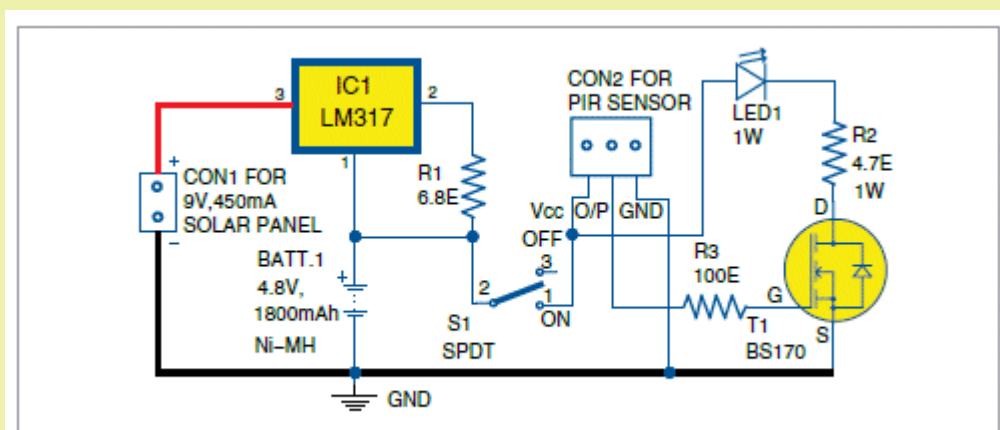 3
IC1
LM317
2
1
+
CON1 FOR
9V,450mA
SOLAR PANEL
–
R1
6.8E
BATT.1
+
4.8V,
1800mAh
Ni–MH
GND
2
3
1
ON
S1
SPDT
CON2 FOR
PIR SENSOR
Vcc O/P GND
OFF
LED1
1W
R2
4.7E
1W
R3
100E
D
G
S
T1
BS170